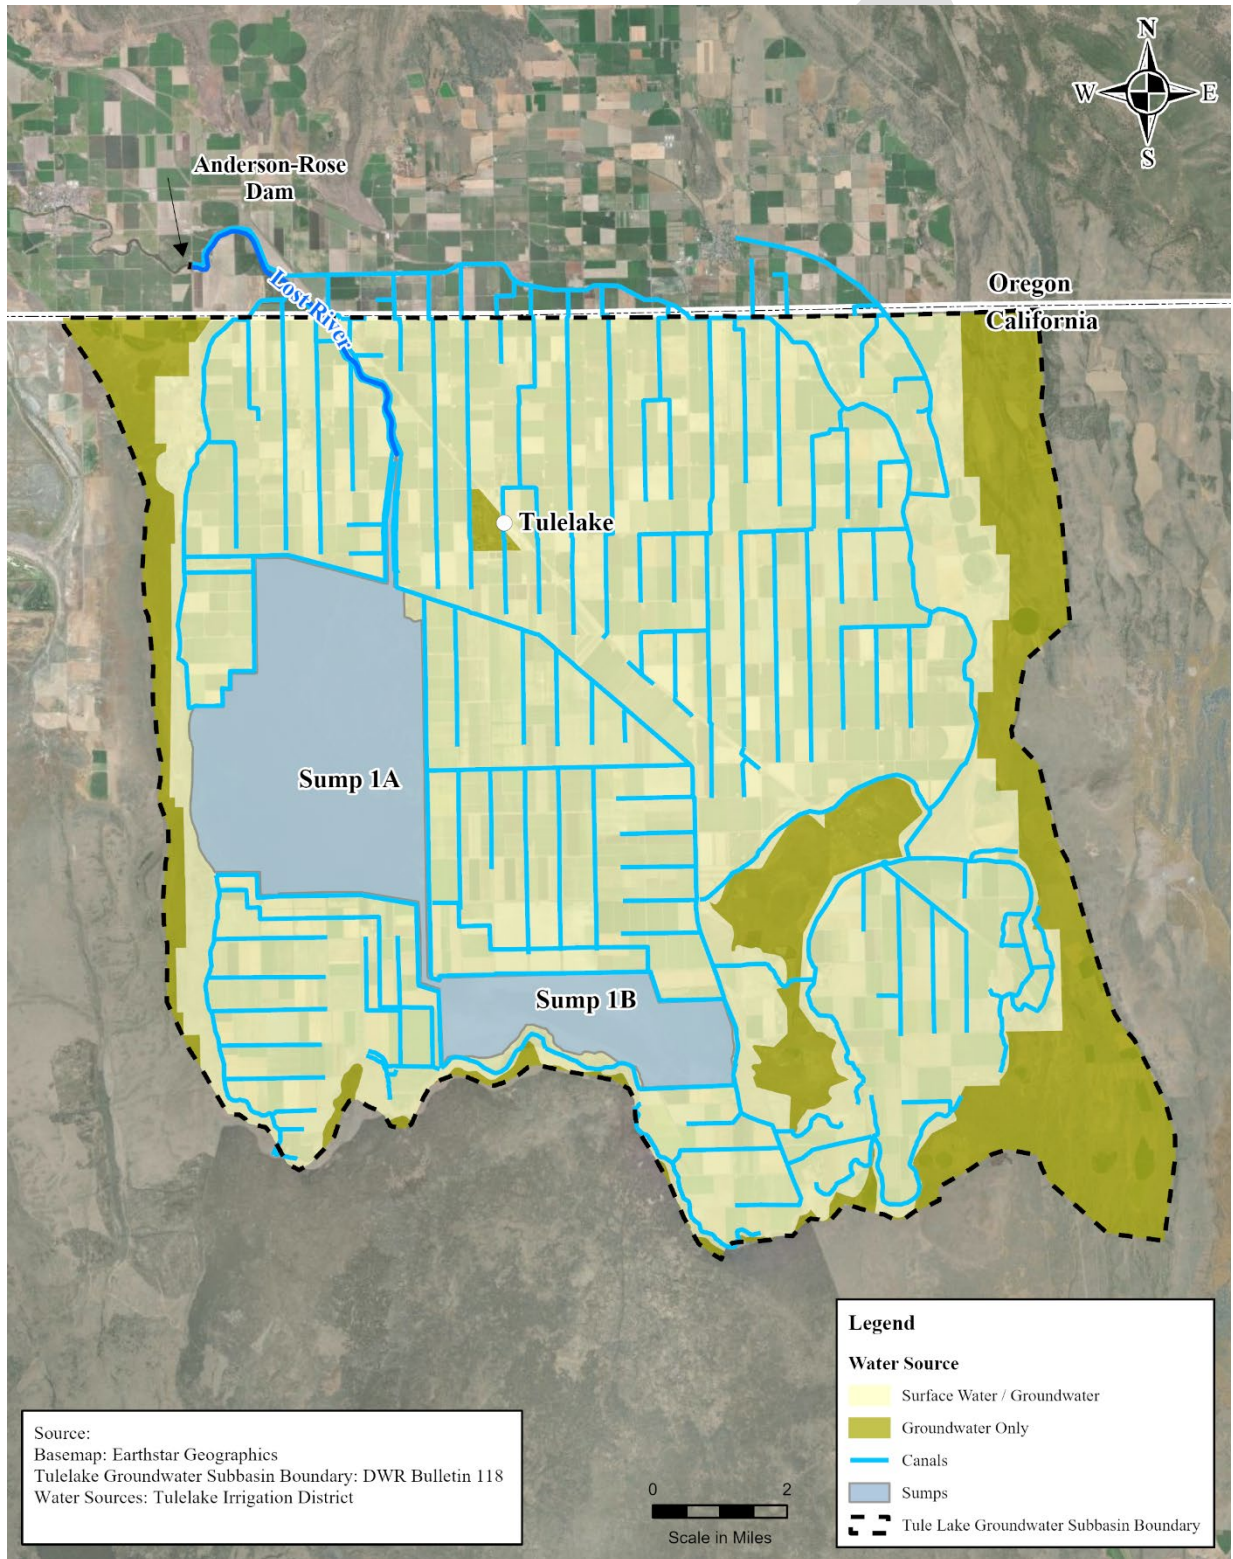 N
W
E
S
Anderson-Rose
Dam
Lost River
Oregon
California
Tulelake
Sump 1A
Sump 1B
Legend
Water Source
Surface Water / Groundwater
Groundwater Only
Canals
Sumps
Tule Lake Groundwater Subbasin Boundary
Source:
Basemap: Earthstar Geographics
Tulelake Groundwater Subbasin Boundary: DWR Bulletin 118
Water Sources: Tulelake Irrigation District
0 2
Scale in Miles